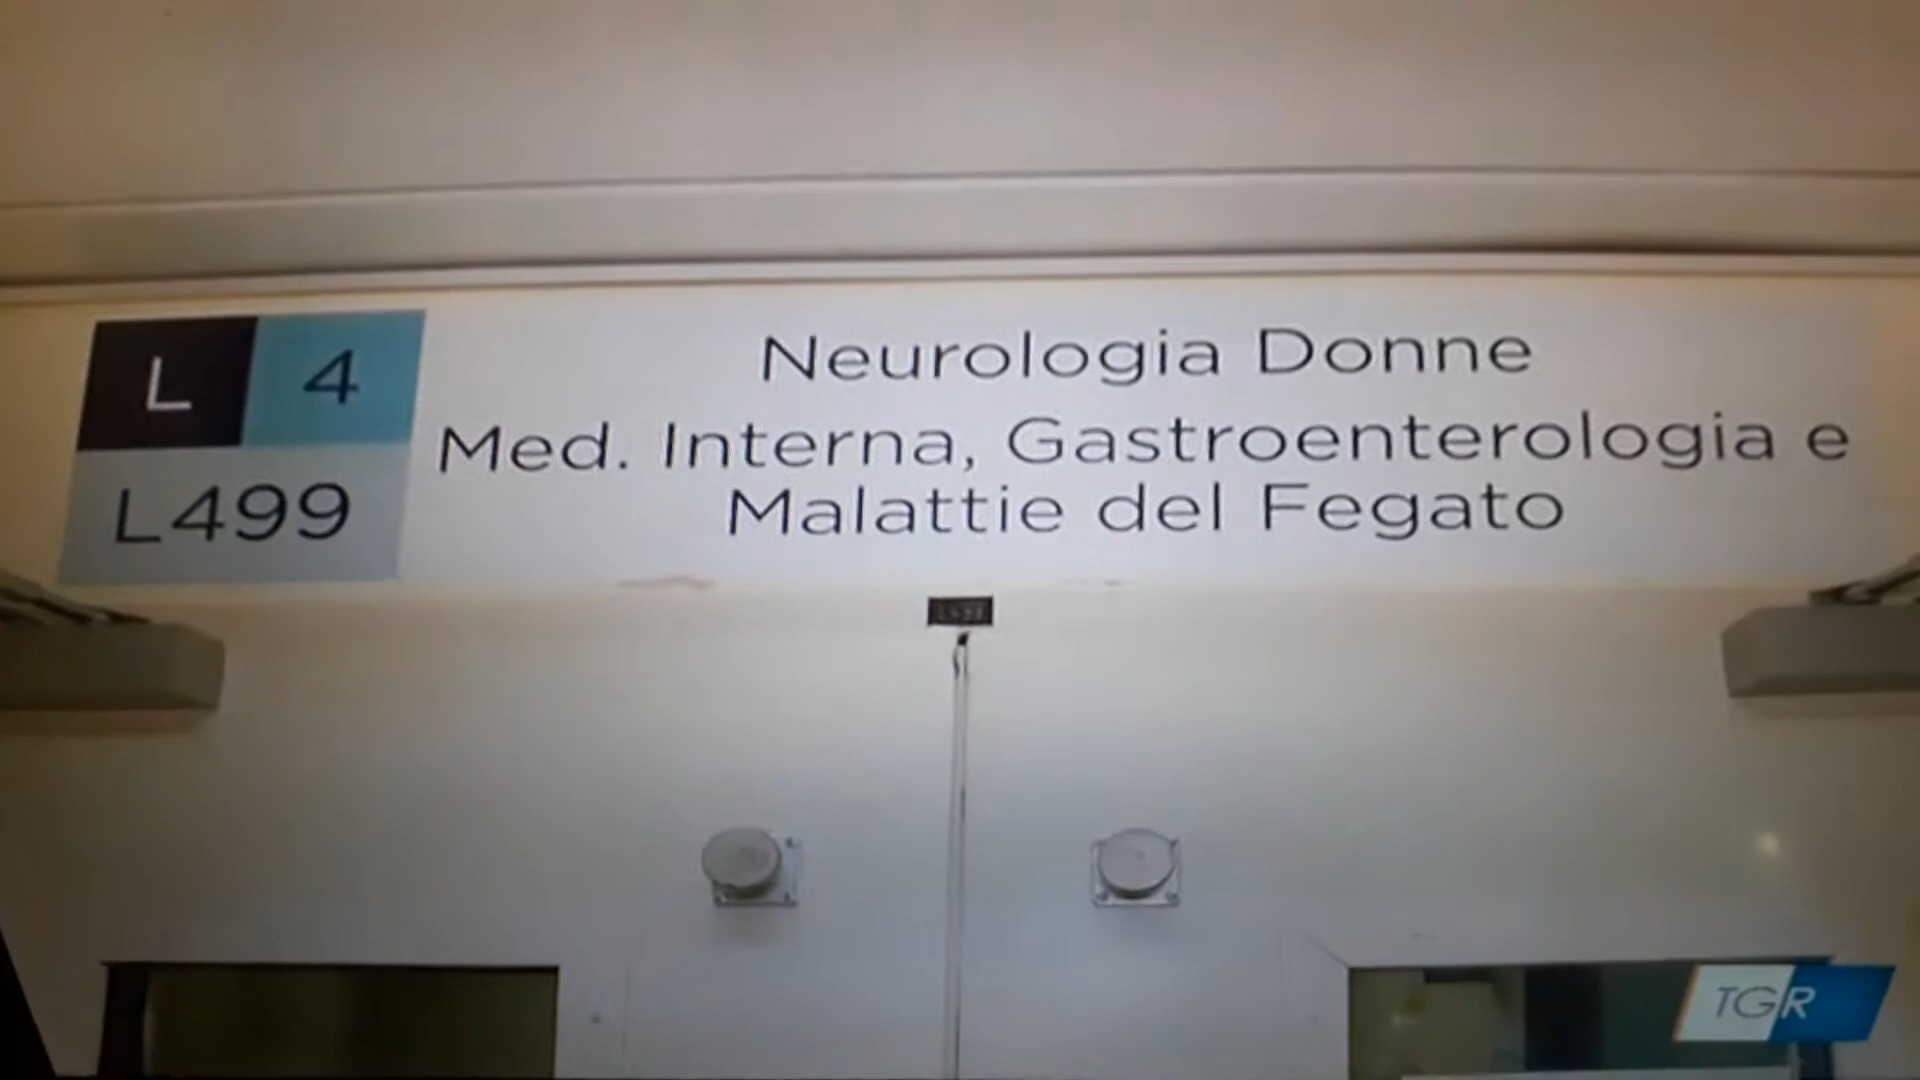 L 4
L499
Neurologia Donne
Med. Interna, Gastroenterologia e
Malattie del Fegato
TGR